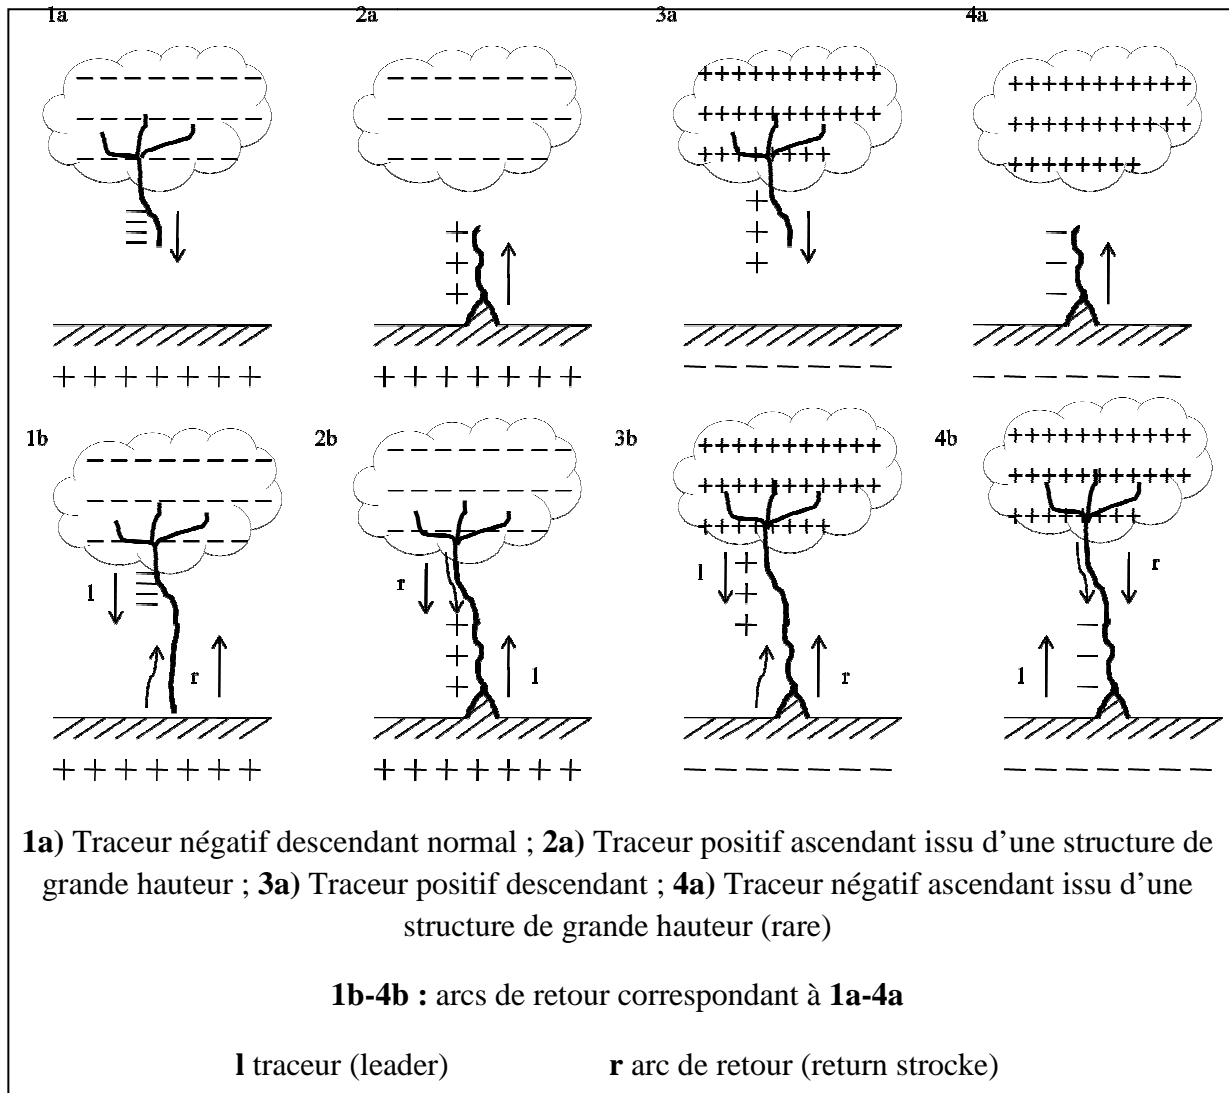 1a 2a 3a 4a
1b 2b 3b 4b
l r r l l r l r
1a) Traceur négatif descendant normal ; 2a) Traceur positif ascendant issu d’une structure de
grande hauteur ; 3a) Traceur positif descendant ; 4a) Traceur négatif ascendant issu d’une
structure de grande hauteur (rare)
1b-4b : arcs de retour correspondant à 1a-4a
l traceur (leader) r arc de retour (return strocke)